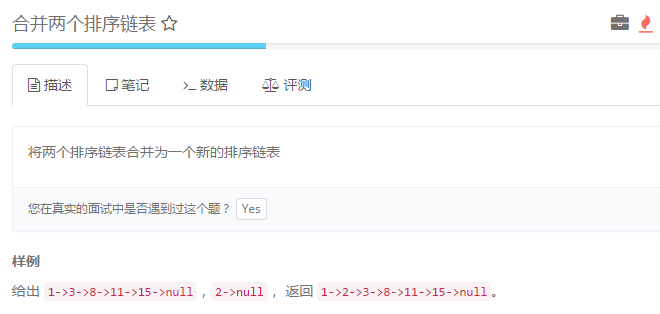 合并两个排序链表
描述 笔记 数据 评测
将两个排序链表合并为一个新的排序链表
您在真实的面试中是否遇到过这个题？ Yes
样例
给出 1->3->8->11->15->null，2->null，返回 1->2->3->8->11->15->null。